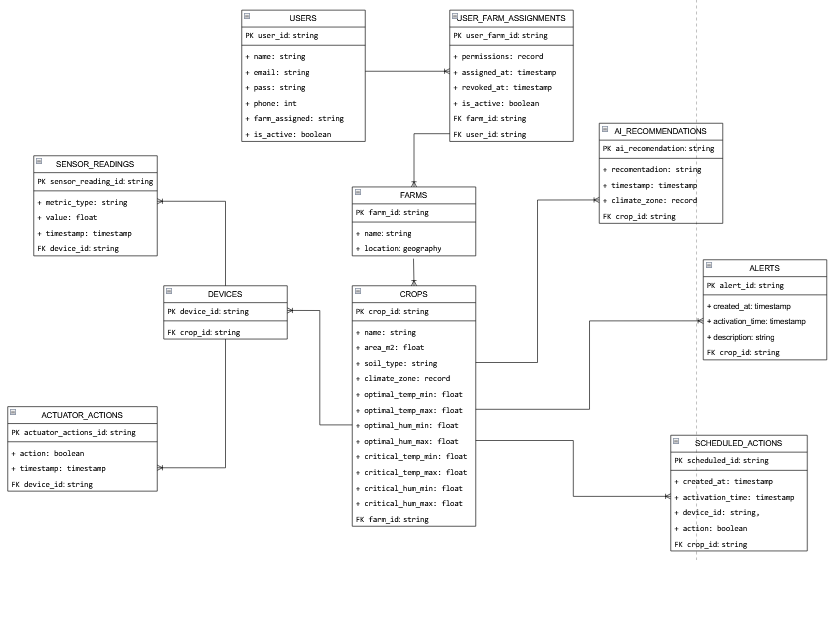 USERS
PK user_id: string
+ name: string
+ email: string
+ pass: string
+ phone: int
+ farm_assigned: string
+ is_active: boolean
USER_FARM_ASSIGNMENTS
PK user_farm_id: string
+ permissions: record
+ assigned_at: timestamp
+ revoked_at: timestamp
+ is_active: boolean
FK farm_id: string
FK user_id: string
AI_RECOMMENDATIONS
PK ai_recomendation: string
+ recomentadion: string
+ timestamp: timestamp
+ climate_zone: record
FK crop_id: string
SENSOR_READINGS
PK sensor_reading_id: string
+ metric_type: string
+ value: float
+ timestamp: timestamp
FK device_id: string
FARMS
PK farm_id: string
+ name: string
+ location: geography
ALERTS
PK alert_id: string
+ created_at: timestamp
+ activation_time: timestamp
+ description: string
FK crop_id: string
DEVICES
PK device_id: string
FK crop_id: string
CROPS
PK crop_id: string
+ name: string
+ area_m2: float
+ soil_type: string
+ climate_zone: record
+ optimal_temp_min: float
+ optimal_temp_max: float
+ optimal_hum_min: float
+ optimal_hum_max: float
+ critical_temp_min: float
+ critical_temp_max: float
+ critical_hum_min: float
+ critical_hum_max: float
FK farm_id: string
ACTUATOR_ACTIONS
PK actuator_actions_id: string
+ action: boolean
+ timestamp: timestamp
FK device_id: string
SCHEDULED_ACTIONS
PK scheduled_id: string
+ created_at: timestamp
+ activation_time: timestamp
+ device_id: string,
+ action: boolean
FK crop_id: string